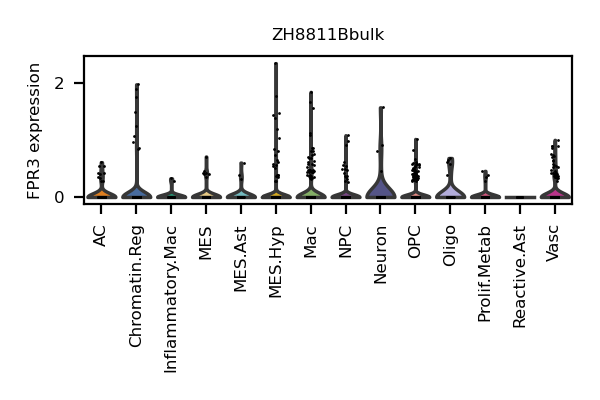 ZH8811Bbulk
FPR3 expression
2
0
AC
Chromatin.Reg
Inflammatory.Mac
MES
MES.Ast
MES.Hyp
Mac
NPC
Neuron
OPC
Oligo
Prolif.Metab
Reactive.Ast
Vasc